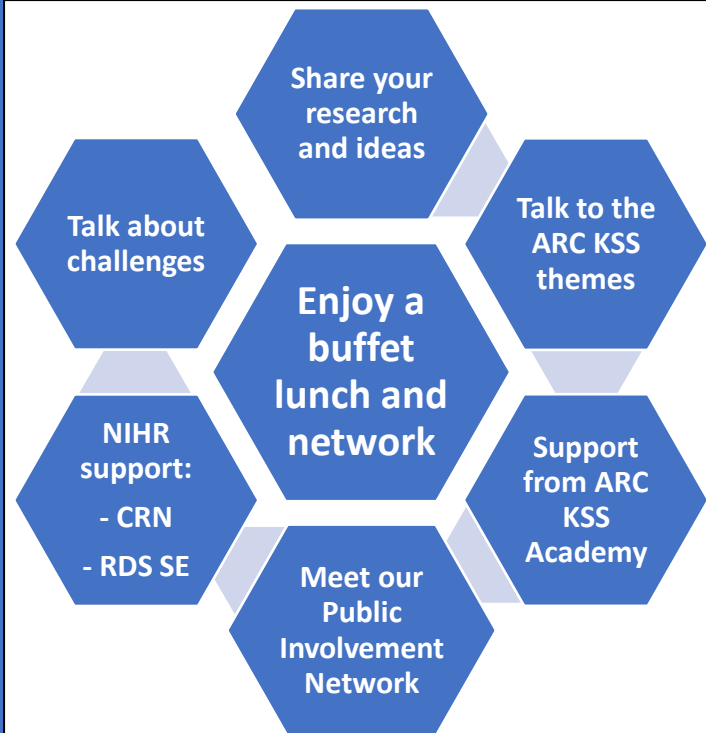 Share your
research
and ideas
Talk to the
ARC KSS
themes
Support
from ARC
KSS
Academy
Meet our
Public
Involvement
Network
NIHR
support:
- CRN
- RDS SE
Talk about
challenges
Enjoy a
buffet
lunch and
network